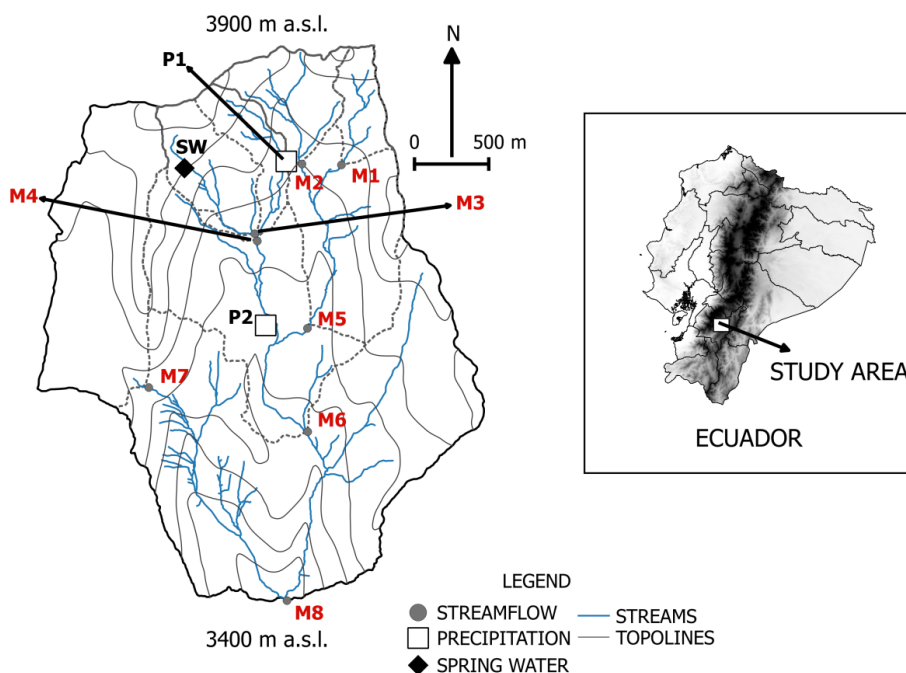 3900 m a.s.l.
P1
N
0 500 m
SW
M2
M1
M4
M3
P2
M5
M7
M6
M8
3400 m a.s.l.
STUDY AREA
ECUADOR
LEGEND
STREAMFLOW
STREAMS
PRECIPITATION
TOPOLINES
SPRING WATER